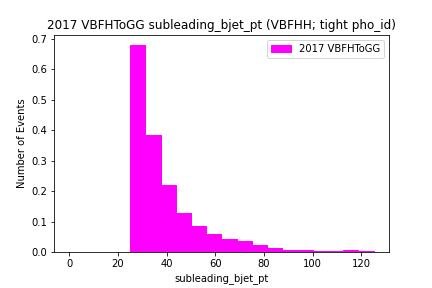 2017 VBFHToGG subleading_bjet_pt (VBFHH; tight pho_id)
2017 VBFHToGG
Number of Events
0.7
0.6
0.5
0.4
0.3
0.2
0.1
0.0
0 20 40 60 80 100 120
subleading_bjet_pt